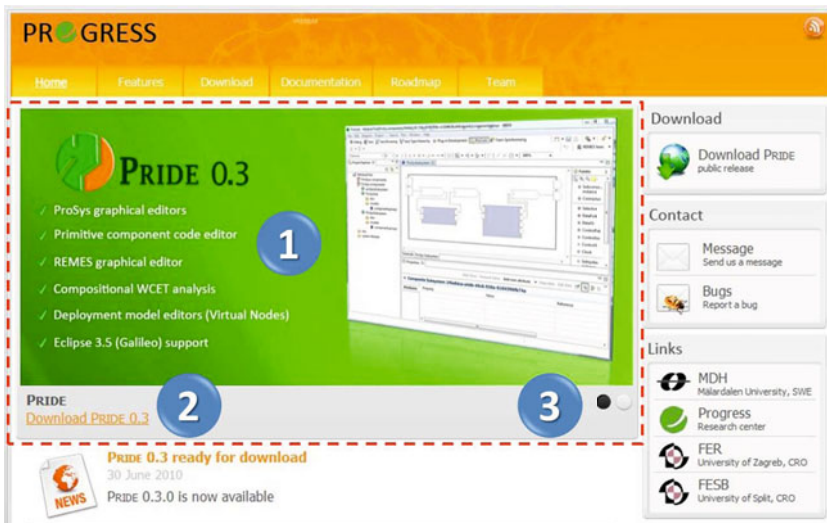 PR GRESS
Home Features Download Documentation Roadmap Team
PRIDE 0.3
ProSys graphical editors
Primitive component code editor
REMES graphical editor
Compositional WCET analysis
Deployment model editors (Virtual Nodes)
Eclipse 3.5 (Galileo) support
1
PRIDE
Download PRIDE 0.3
2
3
NEWS
PRIDE 0.3 ready for download
30 June 2010
PRIDE 0.3.0 is now available
Download
Download PRIDE
public release
Contact
Message
Send us a message
Bugs
Report a bug
Links
MDH
Mälardalen University, SWE
Progress
Research center
FER
University of Zagreb, CRO
FESB
University of Split, CRO